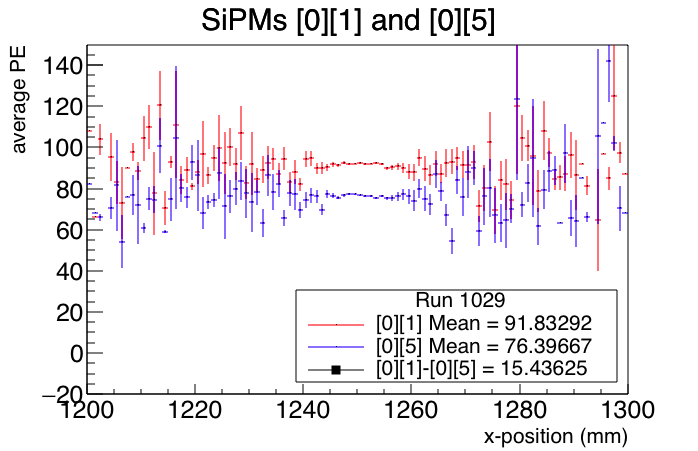 SiPMs [0][1] and [0][5]
average PE
140
120
100
80
60
40
20
0
−20
Run 1029
[0][1] Mean = 91.83292
[0][5] Mean = 76.39667
[0][1]-[0][5] = 15.43625
1200 1220 1240 1260 1280 1300
x-position (mm)